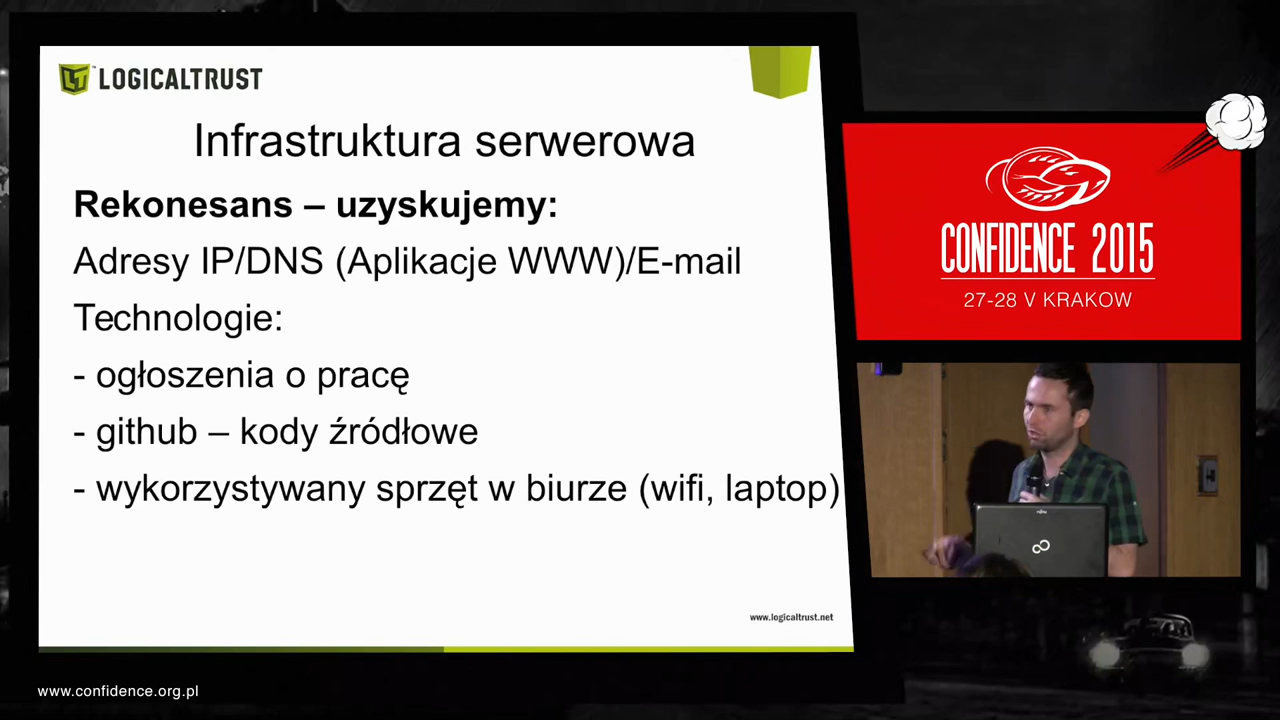 LOGICALTRUST
Infrastruktura serwerowa
Rekonesans – uzyskujemy:
Adresy IP/DNS (Aplikacje WWW)/E-mail
Technologie:
- ogłoszenia o pracę
- github – kody źródłowe
- wykorzystywany sprzęt w biurze (wifi, laptop)
www.logicaltrust.net
CONFIDENCE 2015
27-28 V KRAKOW
www.confidence.org.pl